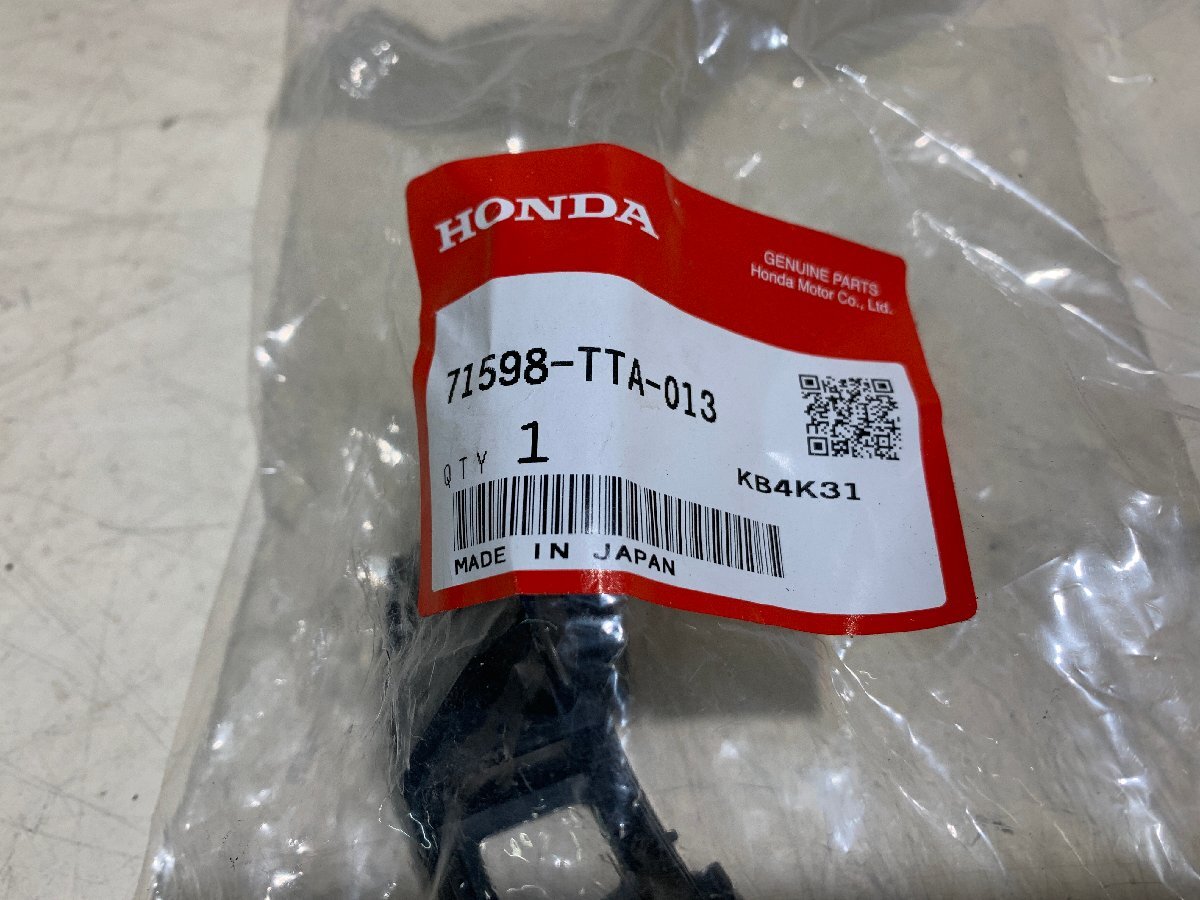 HONDA
GENUINE PARTS
Honda Motor Co., Ltd.
71598-TTA-013
QTY 1
KB4K31
MADE IN JAPAN